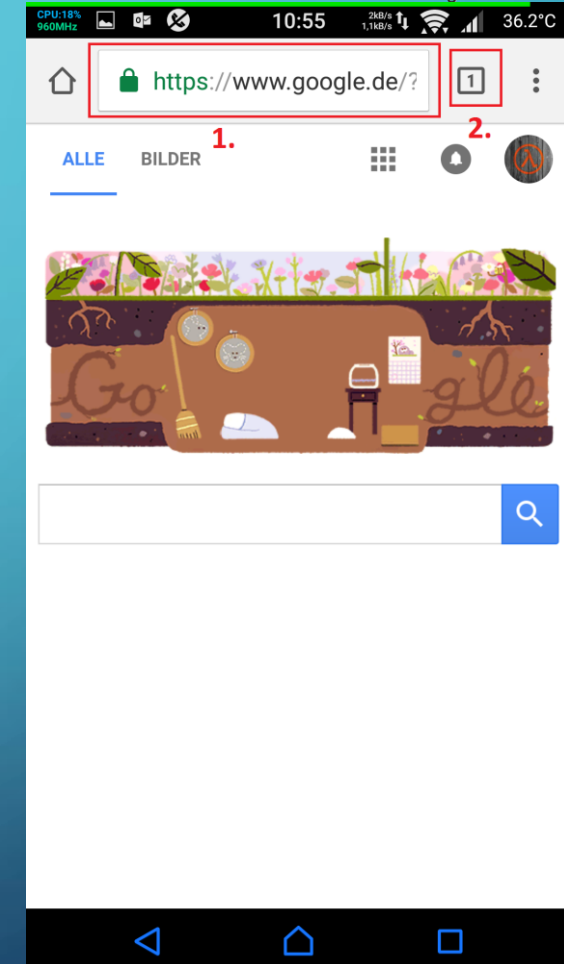 CPU:18%
960MHz
10:55
2kB/s
1,1kB/s
36.2°C
https://www.google.de/?
1
1.
2.
ALLE BILDER
Google